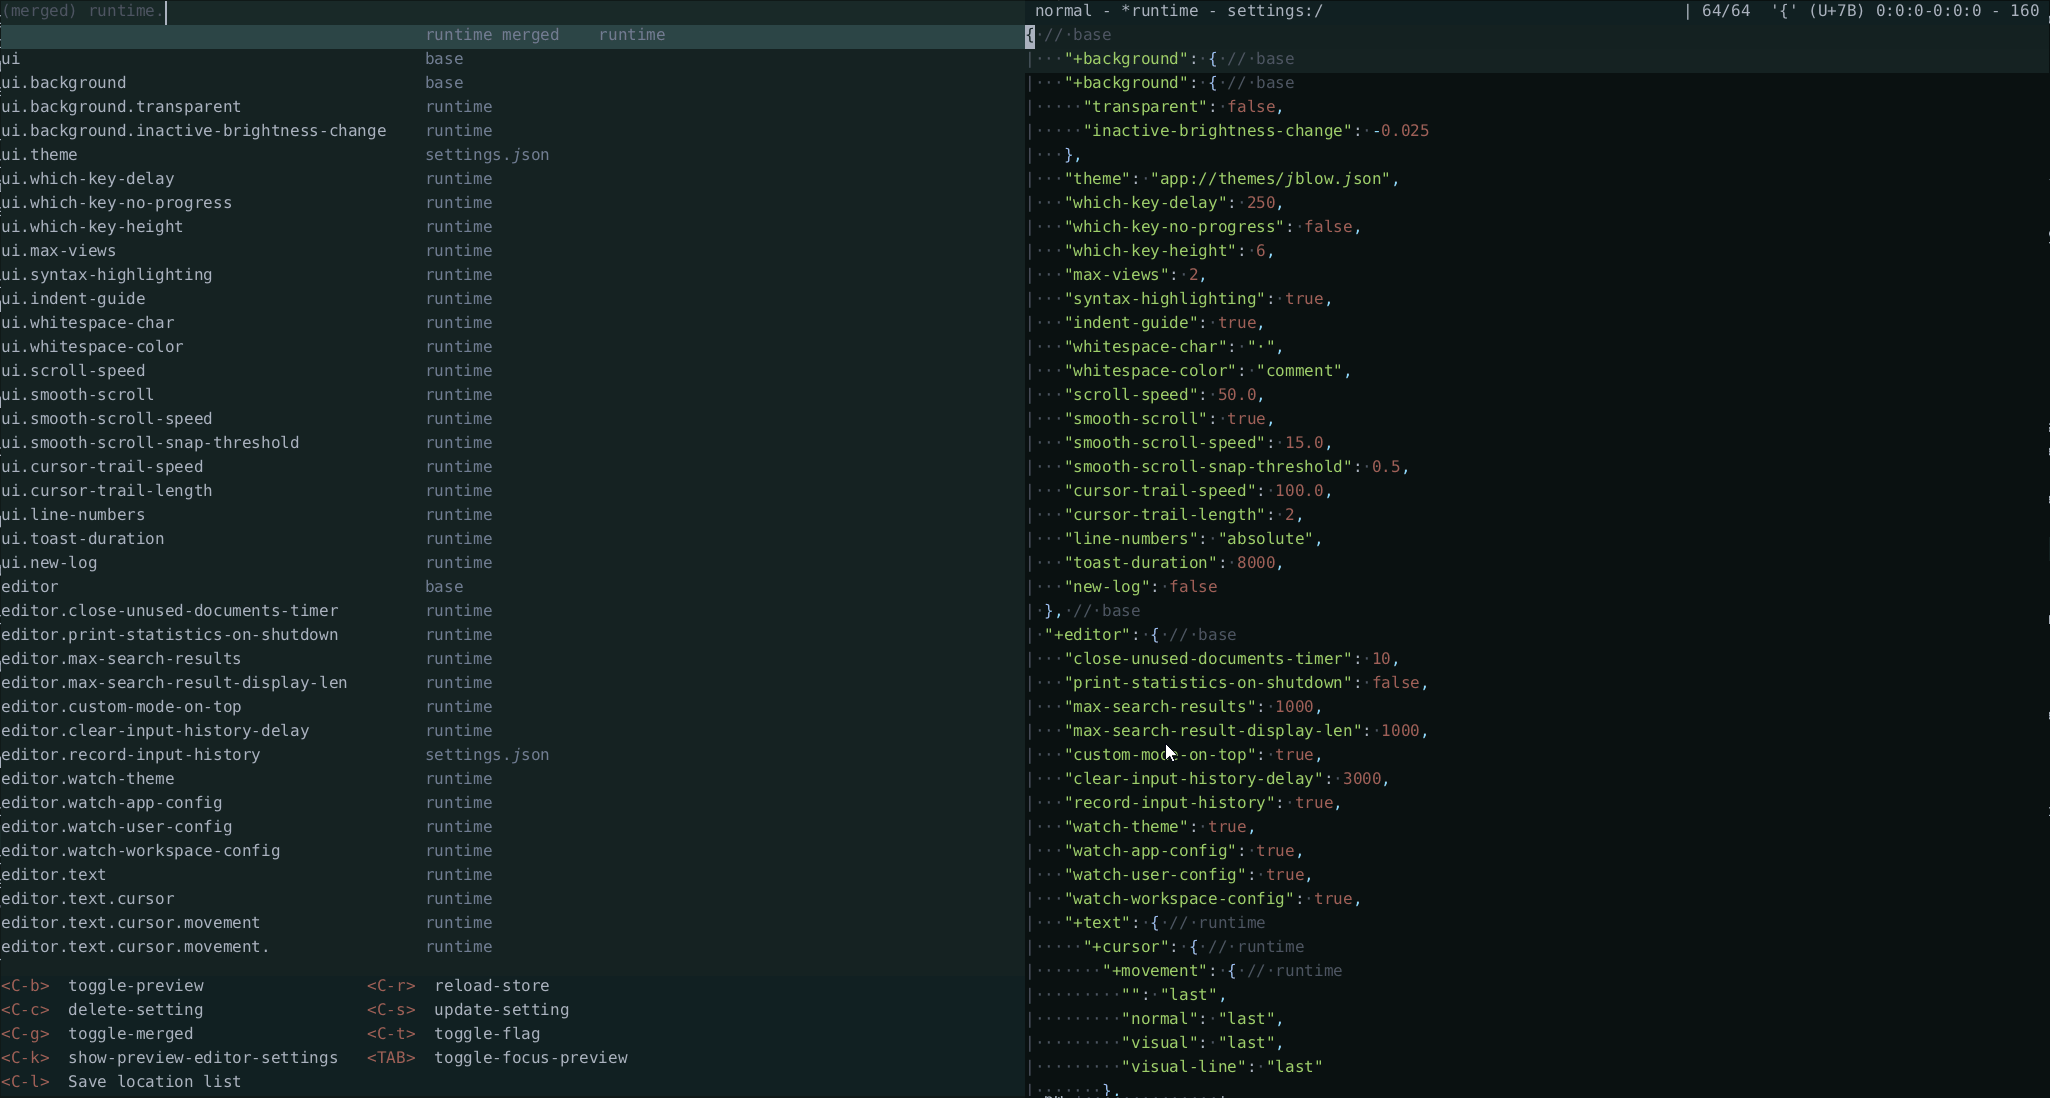 (merged) runtime.
runtime merged    runtime
ui    base
ui.background    base
ui.background.transparent    runtime
ui.background.inactive-brightness-change    runtime
ui.theme    settings.json
ui.which-key-delay    runtime
ui.which-key-no-progress    runtime
ui.which-key-height    runtime
ui.max-views    runtime
ui.syntax-highlighting    runtime
ui.indent-guide    runtime
ui.whitespace-char    runtime
ui.whitespace-color    runtime
ui.scroll-speed    runtime
ui.smooth-scroll    runtime
ui.smooth-scroll-speed    runtime
ui.smooth-scroll-snap-threshold    runtime
ui.cursor-trail-speed    runtime
ui.cursor-trail-length    runtime
ui.line-numbers    runtime
ui.toast-duration    runtime
ui.new-log    runtime
editor    base
editor.close-unused-documents-timer    runtime
editor.print-statistics-on-shutdown    runtime
editor.max-search-results    runtime
editor.max-search-result-display-len    runtime
editor.custom-mode-on-top    runtime
editor.clear-input-history-delay    runtime
editor.record-input-history    settings.json
editor.watch-theme    runtime
editor.watch-app-config    runtime
editor.watch-user-config    runtime
editor.watch-workspace-config    runtime
editor.text    runtime
editor.text.cursor    runtime
editor.text.cursor.movement    runtime
editor.text.cursor.movement.    runtime
<C-b>  toggle-preview    <C-r>  reload-store
<C-c>  delete-setting    <C-s>  update-setting
<C-g>  toggle-merged    <C-t>  toggle-flag
<C-k>  show-preview-editor-settings    <TAB>  toggle-focus-preview
<C-l>  Save location list
normal - *runtime - settings:/    | 64/64  '{' (U+7B) 0:0:0-0:0:0 - 160
{·//·base
|···"+background":·{·//·base
|···"+background":·{·//·base
|·····"transparent":·false,
|·····"inactive-brightness-change":·-0.025
|···},
|···"theme":·"app://themes/jblow.json",
|···"which-key-delay":·250,
|···"which-key-no-progress":·false,
|···"which-key-height":·6,
|···"max-views":·2,
|···"syntax-highlighting":·true,
|···"indent-guide":·true,
|···"whitespace-char":·"·",
|···"whitespace-color":·"comment",
|···"scroll-speed":·50.0,
|···"smooth-scroll":·true,
|···"smooth-scroll-speed":·15.0,
|···"smooth-scroll-snap-threshold":·0.5,
|···"cursor-trail-speed":·100.0,
|···"cursor-trail-length":·2,
|···"line-numbers":·"absolute",
|···"toast-duration":·8000,
|···"new-log":·false
|·},·//·base
|·"+editor":·{·//·base
|···"close-unused-documents-timer":·10,
|···"print-statistics-on-shutdown":·false,
|···"max-search-results":·1000,
|···"max-search-result-display-len":·1000,
|···"custom-mode-on-top":·true,
|···"clear-input-history-delay":·3000,
|···"record-input-history":·true,
|···"watch-theme":·true,
|···"watch-app-config":·true,
|···"watch-user-config":·true,
|···"watch-workspace-config":·true,
|···"+text":·{·//·runtime
|·····"+cursor":·{·//·runtime
|·······"+movement":·{·//·runtime
|·········"":·"last",
|·········"normal":·"last",
|·········"visual":·"last",
|·········"visual-line":·"last"
|·······},